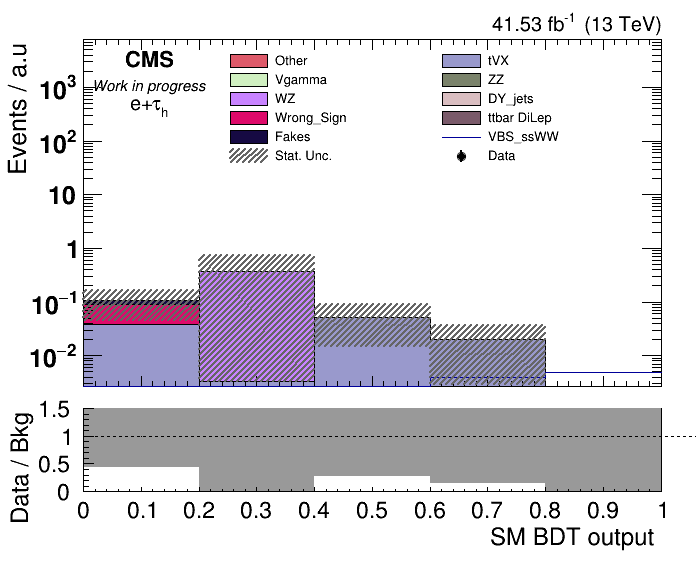 41.53 fb⁻¹ (13 TeV)
Events / a.u
CMS
Work in progress
e+τₕ
Other
Vgamma
WZ
Wrong_Sign
Fakes
Stat. Unc.
tVX
ZZ
DY_jets
ttbar DiLep
VBS_ssWW
Data
10³
10²
10
1
10⁻¹
10⁻²
Data / Bkg
1.5
1
0.5
0
0 0.1 0.2 0.3 0.4 0.5 0.6 0.7 0.8 0.9 1
SM BDT output